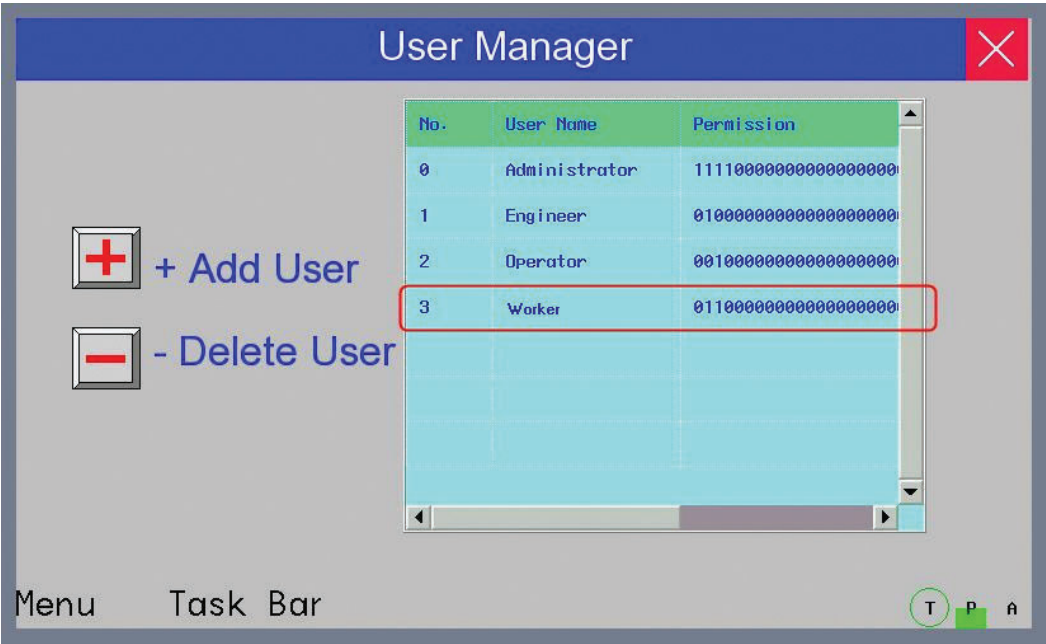 User Manager
No. User Name Permission
0 Administrator 11110000000000000000
1 Engineer 01000000000000000000
2 Operator 00100000000000000000
3 Worker 01100000000000000000
+ Add User
- Delete User
Menu Task Bar T P A